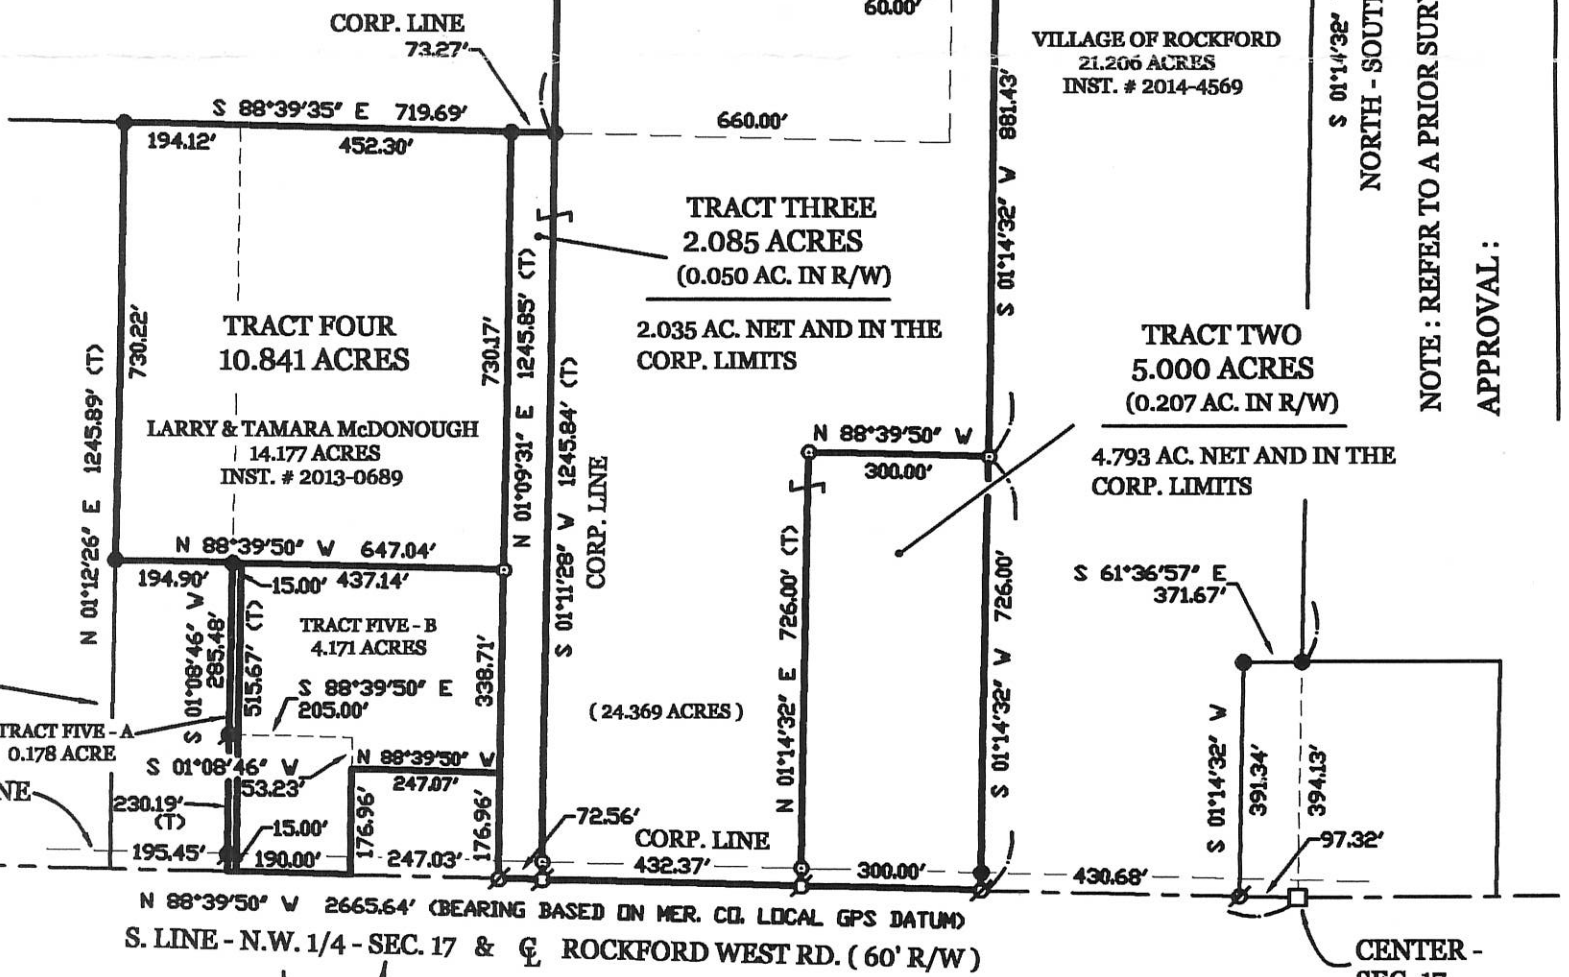 CORP. LINE
73.27'
60.00'
VILLAGE OF ROCKFORD
21.206 ACRES
INST. # 2014-4569
S 01°14'32"
NORTH - SOUT
NOTE : REFER TO A PRIOR SUR
APPROVAL :
S 88°39'35" E 719.69'
194.12'
452.30'
660.00'
S 01°14'32" W 881.43'
TRACT THREE
2.085 ACRES
(0.050 AC. IN R/W)
2.035 AC. NET AND IN THE
CORP. LIMITS
TRACT FOUR
10.841 ACRES
730.22'
730.17'
N 01°12'26" E 1245.89' (T)
N 01°09'31" E 1245.85' (T)
S 01°11'28" W 1245.84' (T)
CORP. LINE
LARRY & TAMARA McDONOUGH
14.177 ACRES
INST. # 2013-0689
TRACT TWO
5.000 ACRES
(0.207 AC. IN R/W)
4.793 AC. NET AND IN THE
CORP. LIMITS
N 88°39'50" W
300.00'
N 88°39'50" W 647.04'
194.90'
15.00'
437.14'
S 01°08'46" W
285.48'
515.67' (T)
TRACT FIVE - B
4.171 ACRES
S 88°39'50" E
205.00'
338.71'
N 01°14'32" E 726.00' (T)
S 01°14'32" W 726.00'
S 61°36'57" E
371.67'
(24.369 ACRES)
TRACT FIVE - A
0.178 ACRE
S 01°08'46" W
53.23'
N 88°39'50" W
247.07'
NE
230.19'
(T)
15.00'
176.96'
176.96'
72.56'
CORP. LINE
S 01°14'32" W
391.34'
394.13'
97.32'
195.45'
190.00'
247.03'
432.37'
300.00'
430.68'
N 88°39'50" W 2665.64' (BEARING BASED ON MER. CO. LOCAL GPS DATUM)
S. LINE - N.W. 1/4 - SEC. 17 & ℄ ROCKFORD WEST RD. ( 60' R/W )
CENTER -
SEC. 17